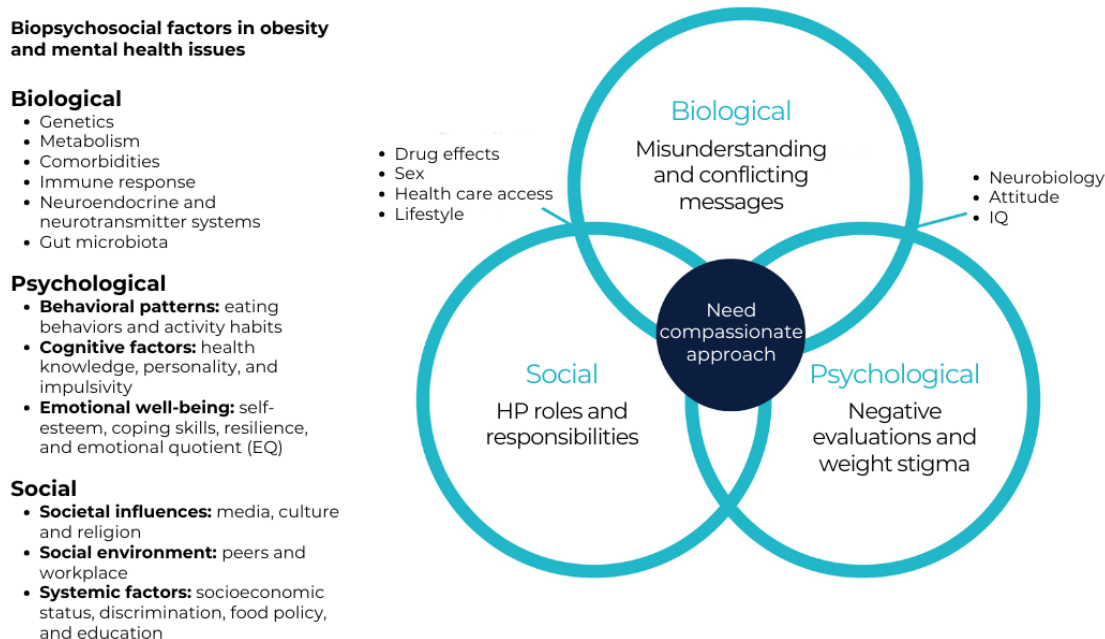 Biopsychosocial factors in obesity
and mental health issues
Biological
• Genetics
• Metabolism
• Comorbidities
• Immune response
• Neuroendocrine and
neurotransmitter systems
• Gut microbiota
Psychological
• Behavioral patterns: eating
behaviors and activity habits
• Cognitive factors: health
knowledge, personality, and
impulsivity
• Emotional well-being: self-
esteem, coping skills, resilience,
and emotional quotient (EQ)
Social
• Societal influences: media, culture
and religion
• Social environment: peers and
workplace
• Systemic factors: socioeconomic
status, discrimination, food policy,
and education
• Drug effects
• Sex
• Health care access
• Lifestyle
Biological
Misunderstanding
and conflicting
messages
• Neurobiology
• Attitude
• IQ
Need
compassionate
approach
Social
HP roles and
responsibilities
Psychological
Negative
evaluations and
weight stigma